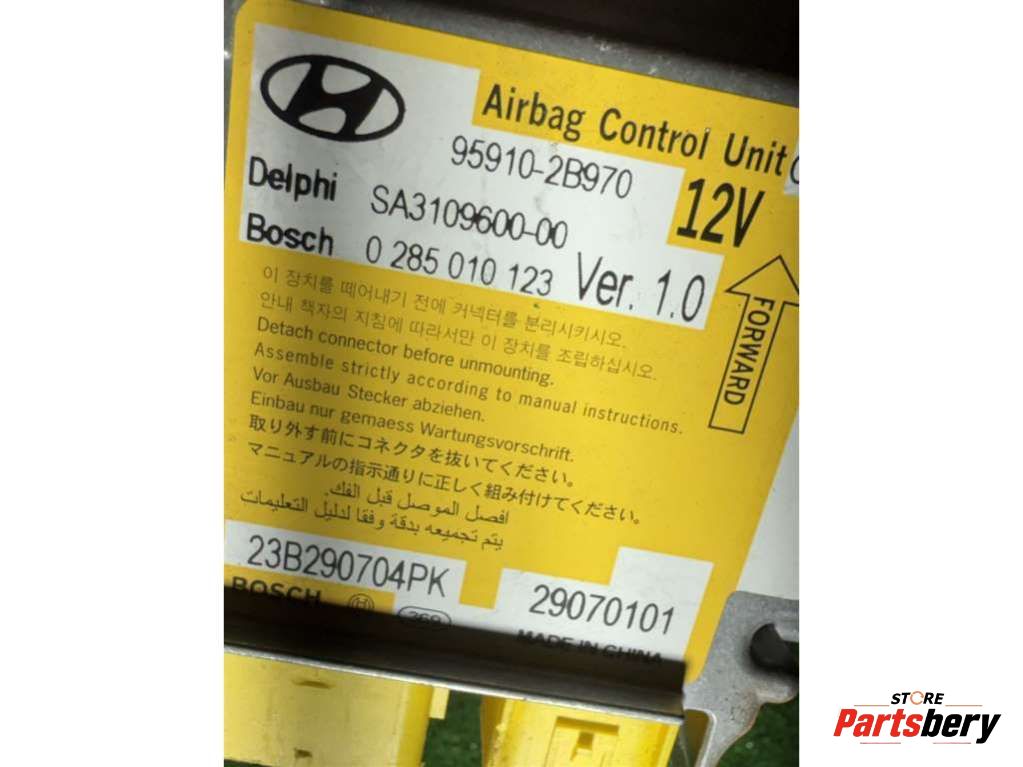 Airbag Control Unit
95910-2B970
Delphi SA3109600-00
12V
Bosch 0 285 010 123 Ver. 1.0
FORWARD
이 장치를 떼어내기 전에 커넥터를 분리시키시오.
안내 책자의 지침에 따라서만 이 장치를 조립하십시오.
Detach connector before unmounting.
Assemble strictly according to manual instructions.
Vor Ausbau Stecker abziehen.
Einbau nur gemaess Wartungsvorschrift.
取り外す前にコネクタを抜いてください。
マニュアルの指示通りに正しく組み付けてください。
افصل الموصل قبل الفك.
يتم تجميعه بدقة وفقا لدليل التعليمات
23B290704PK
29070101
BOSCH
MADE IN CHINA
STORE
Partsbery